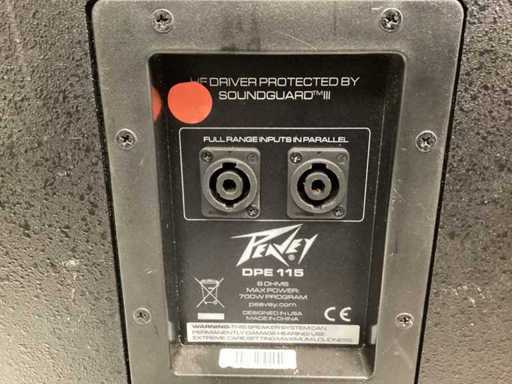 HF DRIVER PROTECTED BY
SOUNDGUARD™III
FULL RANGE INPUTS IN PARALLEL
PEAVEY
®
DPE 115
8 OHMS
MAX POWER:
700W PROGRAM
peavey.com
DESIGNED IN USA
MADE IN CHINA
CE
WARNING: THIS SPEAKER SYSTEM CAN
PERMANENTLY DAMAGE HEARING! USE
EXTREME CARE SETTING MAXIMUM LOUDNESS.